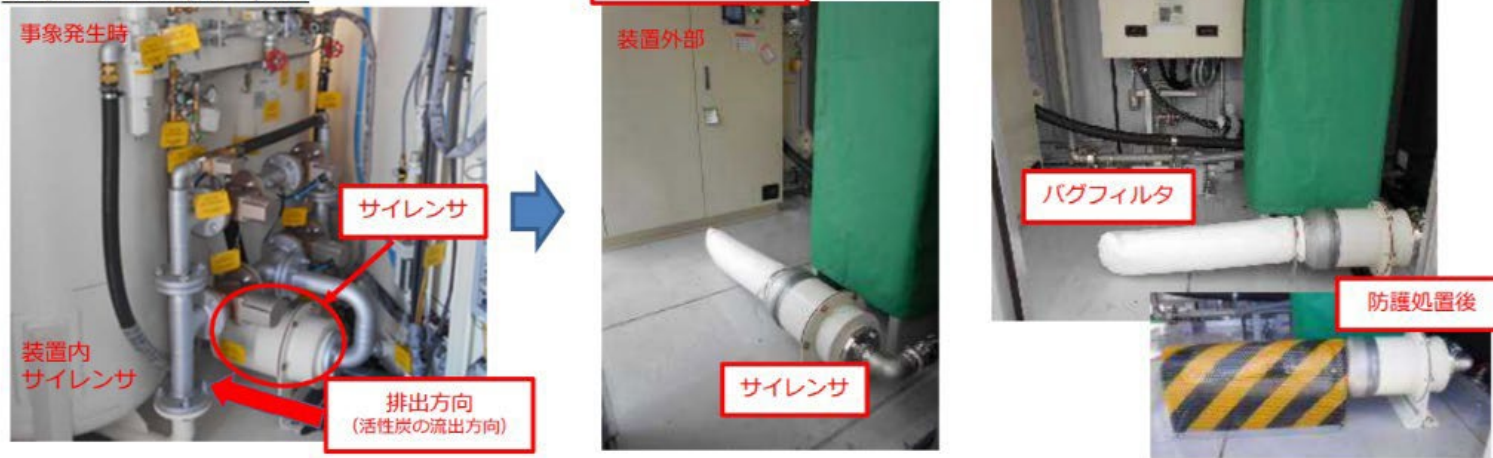 事象発生時
サイレンサ
装置内
サイレンサ
排出方向
(活性炭の流出方向)
装置外部
サイレンサ
バグフィルタ
防護処置後